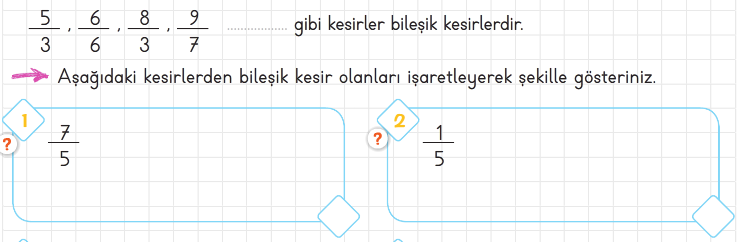 5/3 , 6/6 , 8/3 , 9/7 ................ gibi kesirler bileşik kesirlerdir.
Aşağıdaki kesirlerden bileşik kesir olanları işaretleyerek şekille gösteriniz.
1
? 7/5
2
? 1/5